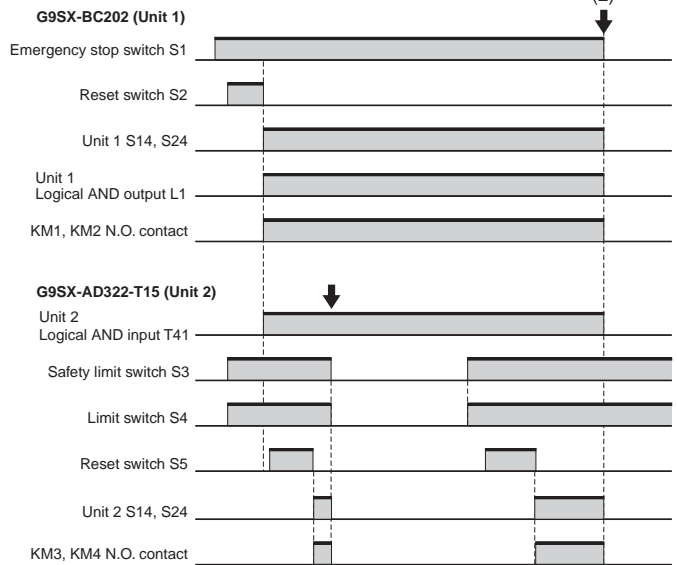 G9SX-BC202 (Unit 1)
Emergency stop switch S1
Reset switch S2
Unit 1 S14, S24
Unit 1
Logical AND output L1
KM1, KM2 N.O. contact
G9SX-AD322-T15 (Unit 2)
Unit 2
Logical AND input T41
Safety limit switch S3
Limit switch S4
Reset switch S5
Unit 2 S14, S24
KM3, KM4 N.O. contact